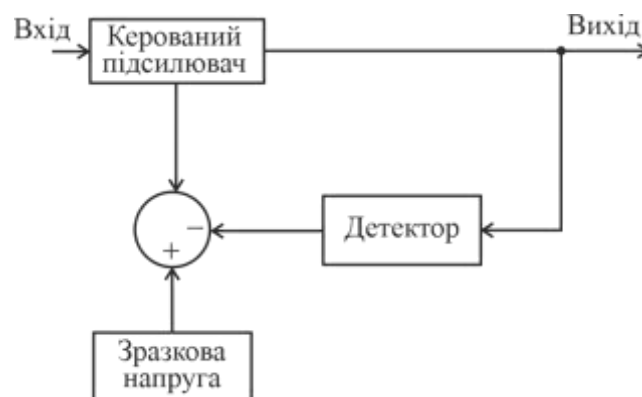 Вхід
Керований
підсилювач
Вихід
−
+
Детектор
Зразкова
напруга